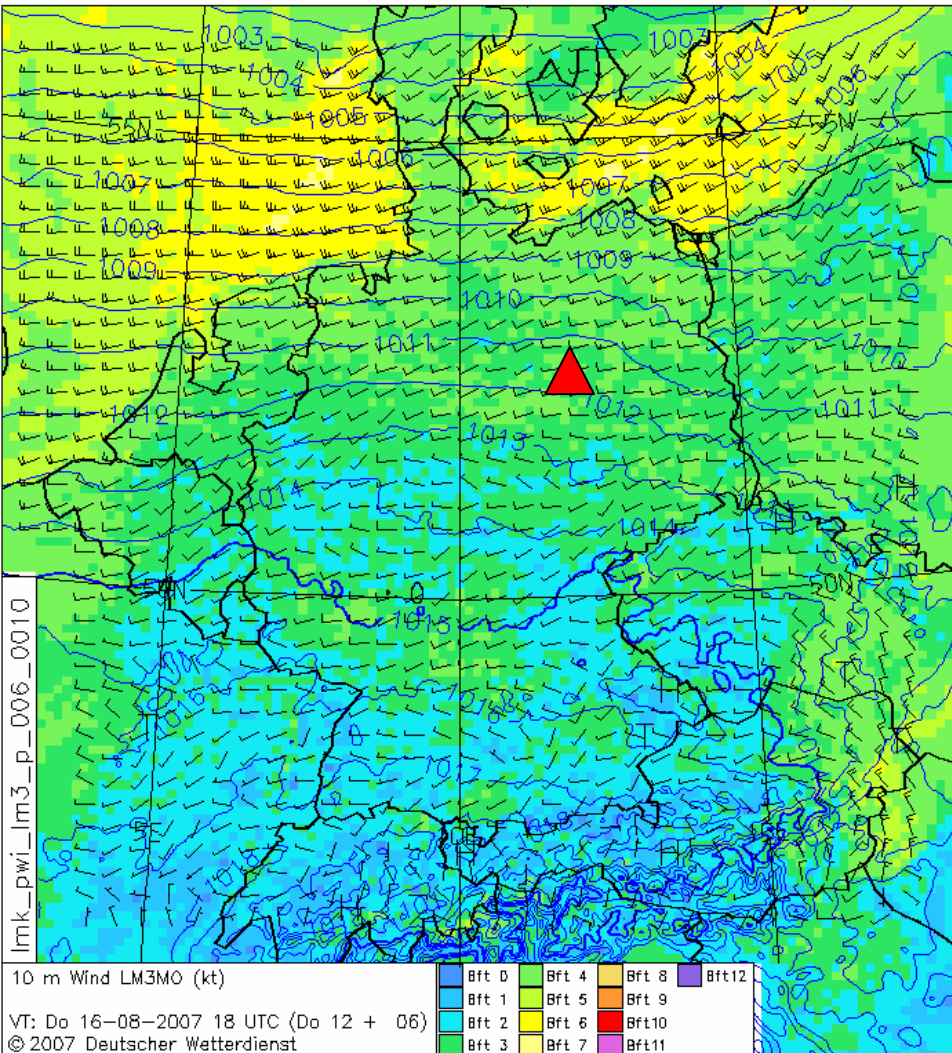 1003
1003
1004
1004
1005
1006
1005
55N
55N
1006
1007
1007
1008
1008
1009
1009
1010
1011
1010
1012
1012
1011
1013
1014
1014
50N
1015
lmk_pwi_lm3_p_006_0010
10 m Wind LM3MO (kt)
VT: Do 16-08-2007 18 UTC (Do 12 + 06)
© 2007 Deutscher Wetterdienst
Bft 0
Bft 1
Bft 2
Bft 3
Bft 4
Bft 5
Bft 6
Bft 7
Bft 8
Bft 9
Bft10
Bft11
Bft12